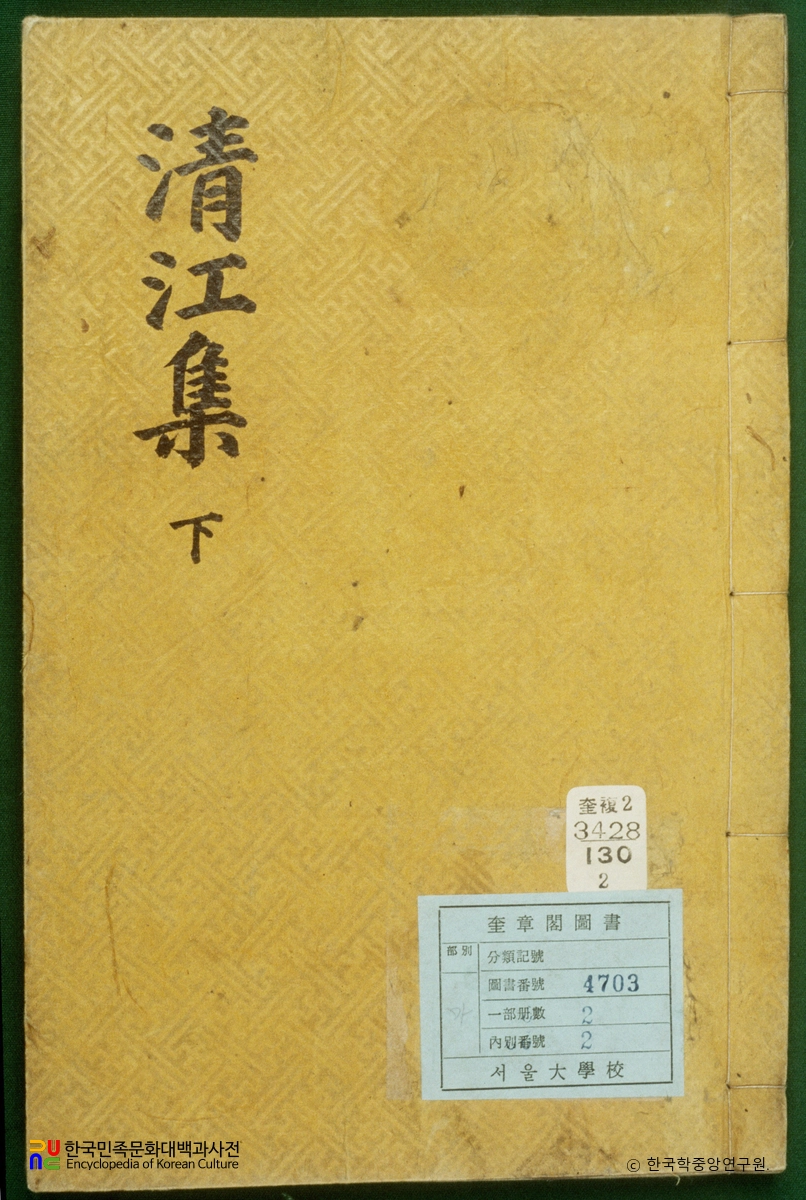 清江集 下
奎複2
3428
130
2
奎章閣圖書
部別
分類記號
圖書番號 4703
一部册數 2
內別番號 2
서울大學校
한국민족문화대백과사전
Encyclopedia of Korean Culture
ⓒ 한국학중앙연구원